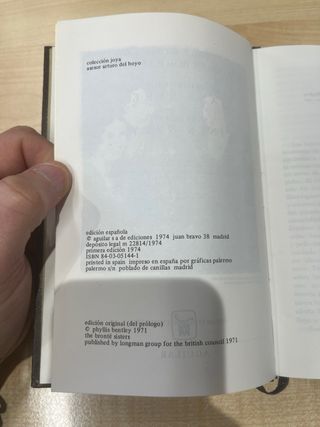 colección joya
asesor arturo del hoyo
edición española
© aguilar s a de ediciones 1974 juan bravo 38 madrid
depósito legal m 22814/1974
primera edición 1974
ISBN 84-03-05144-1
printed in spain impreso en españa por gráficas palermo
palermo s/n poblado de canillas madrid
edición original (del prólogo)
© phyllis bentley 1971
the brontë sisters
published by longman group for the british council 1971
AGUILAR